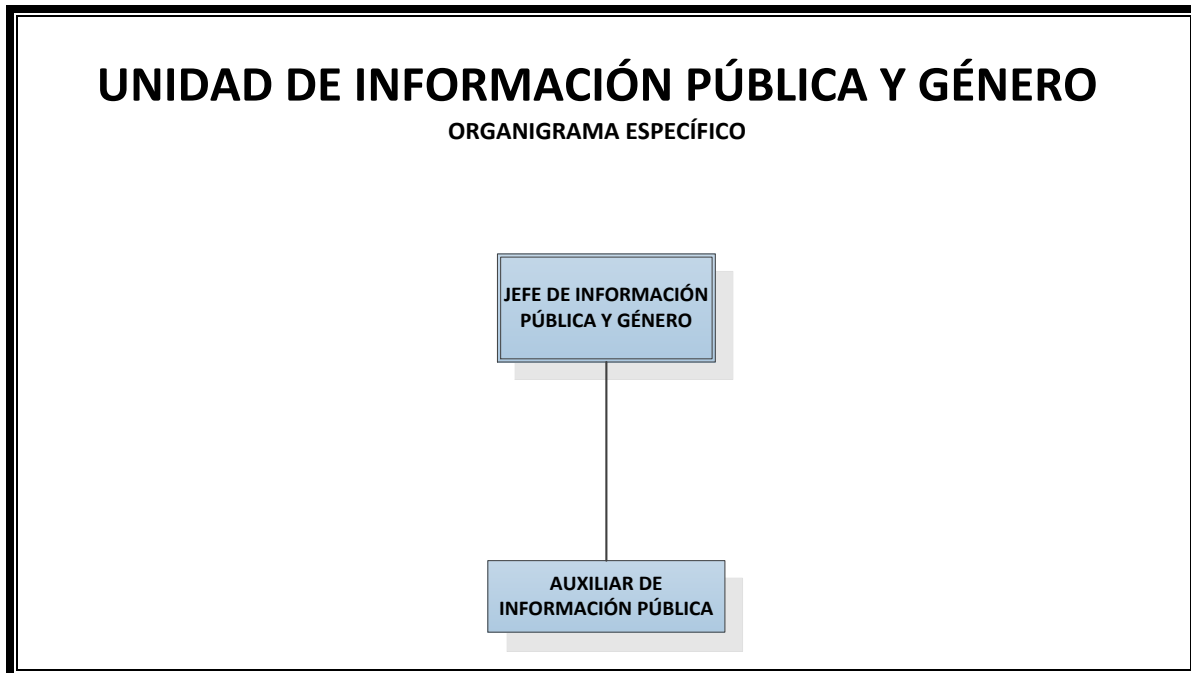 UNIDAD DE INFORMACIÓN PÚBLICA Y GÉNERO
ORGANIGRAMA ESPECÍFICO
JEFE DE INFORMACIÓN
PÚBLICA Y GÉNERO
AUXILIAR DE
INFORMACIÓN PÚBLICA